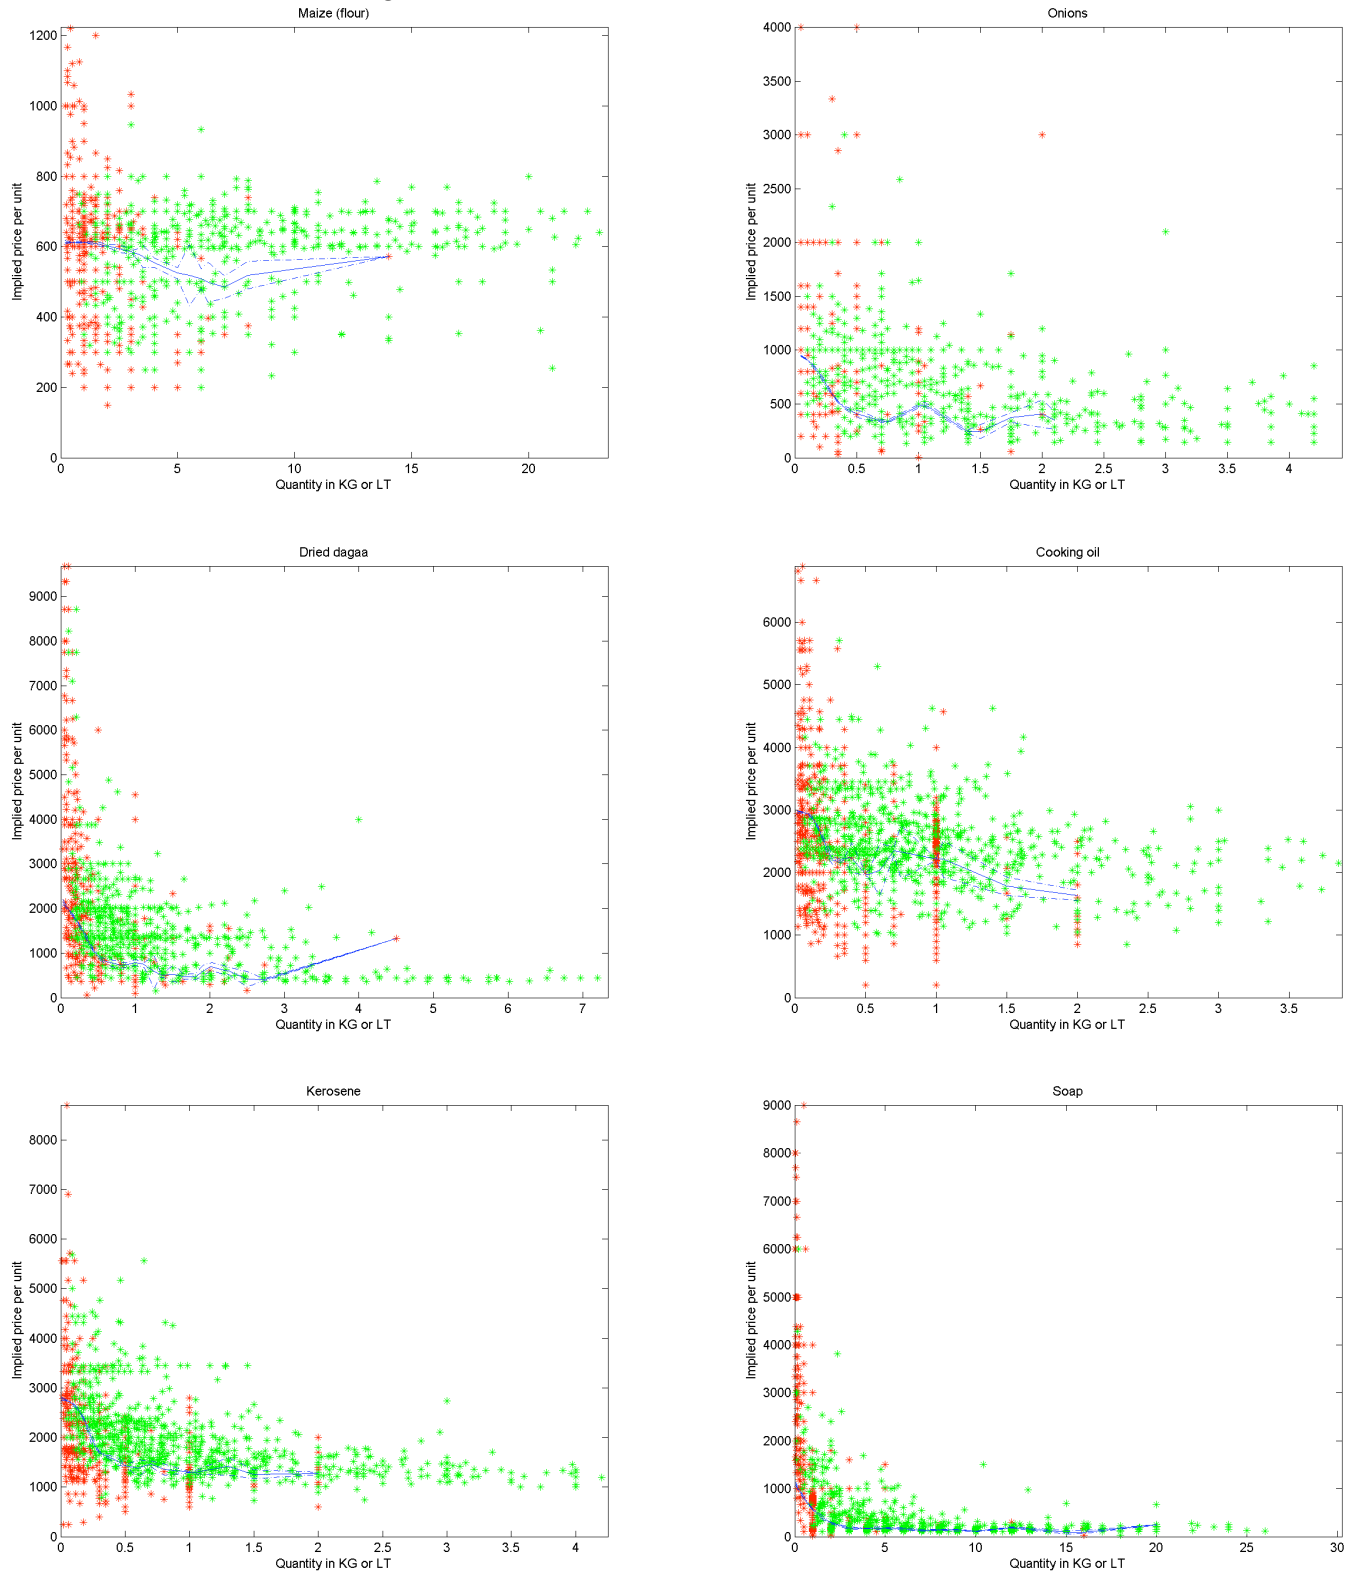 Maize (flour)
1200
1000
800
600
400
200
0
0 5 10 15 20
Implied price per unit
Quantity in KG or LT
Onions
4000
3500
3000
2500
2000
1500
1000
500
0
0 0.5 1 1.5 2 2.5 3 3.5 4
Implied price per unit
Quantity in KG or LT
Dried dagaa
9000
8000
7000
6000
5000
4000
3000
2000
1000
0
0 1 2 3 4 5 6 7
Implied price per unit
Quantity in KG or LT
Cooking oil
6000
5000
4000
3000
2000
1000
0
0 0.5 1 1.5 2 2.5 3 3.5
Implied price per unit
Quantity in KG or LT
Kerosene
8000
7000
6000
5000
4000
3000
2000
1000
0
0 0.5 1 1.5 2 2.5 3 3.5 4
Implied price per unit
Quantity in KG or LT
Soap
9000
8000
7000
6000
5000
4000
3000
2000
1000
0
0 5 10 15 20 25 30
Implied price per unit
Quantity in KG or LT